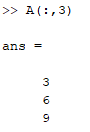 >> A(:,3)
ans =
3
6
9